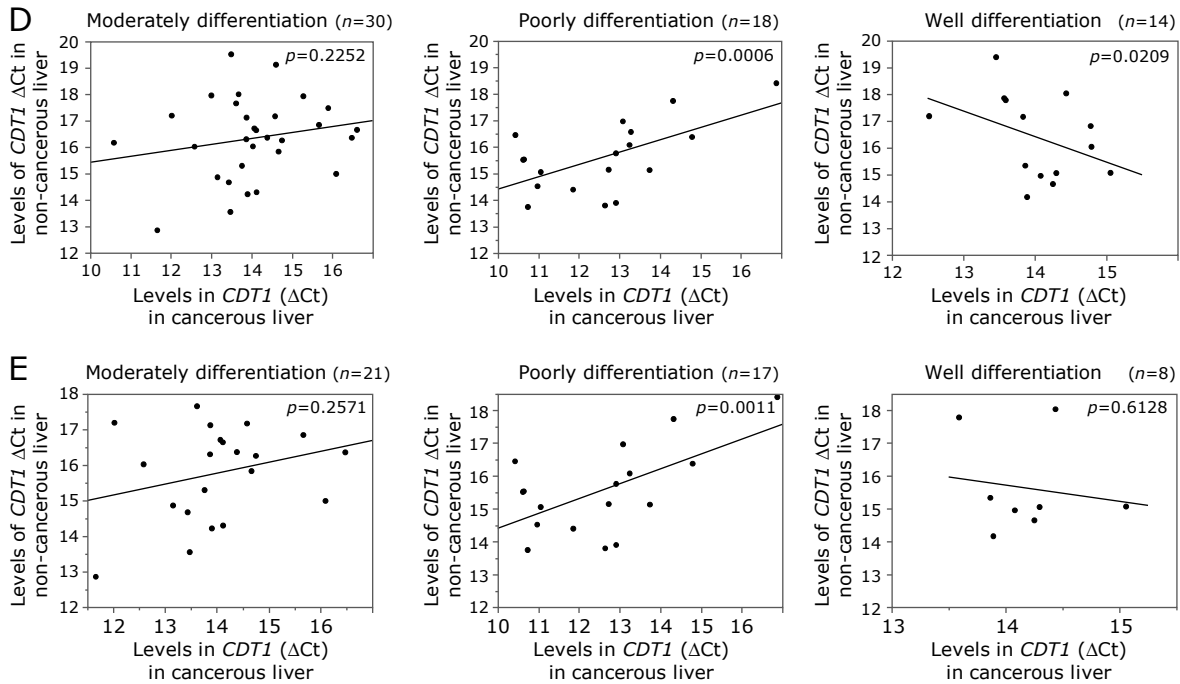 D
Moderately differentiation (n=30)
Levels of CDT1 ΔCt in
non-cancerous liver
20
19
18
17
16
15
14
13
12
p=0.2252
10 11 12 13 14 15 16
Levels in CDT1 (ΔCt)
in cancerous liver
Poorly differentiation (n=18)
Levels of CDT1 ΔCt in
non-cancerous liver
20
19
18
17
16
15
14
13
12
p=0.0006
10 11 12 13 14 15 16
Levels in CDT1 (ΔCt)
in cancerous liver
Well differentiation (n=14)
Levels of CDT1 ΔCt in
non-cancerous liver
20
19
18
17
16
15
14
13
12
p=0.0209
12 13 14 15
Levels in CDT1 (ΔCt)
in cancerous liver
E
Moderately differentiation (n=21)
Levels of CDT1 ΔCt in
non-cancerous liver
18
17
16
15
14
13
12
p=0.2571
12 13 14 15 16
Levels in CDT1 (ΔCt)
in cancerous liver
Poorly differentiation (n=17)
Levels of CDT1 ΔCt in
non-cancerous liver
18
17
16
15
14
13
12
p=0.0011
10 11 12 13 14 15 16
Levels in CDT1 (ΔCt)
in cancerous liver
Well differentiation (n=8)
Levels of CDT1 ΔCt in
non-cancerous liver
19
18
17
16
15
14
13
12
p=0.6128
13 14 15
Levels in CDT1 (ΔCt)
in cancerous liver